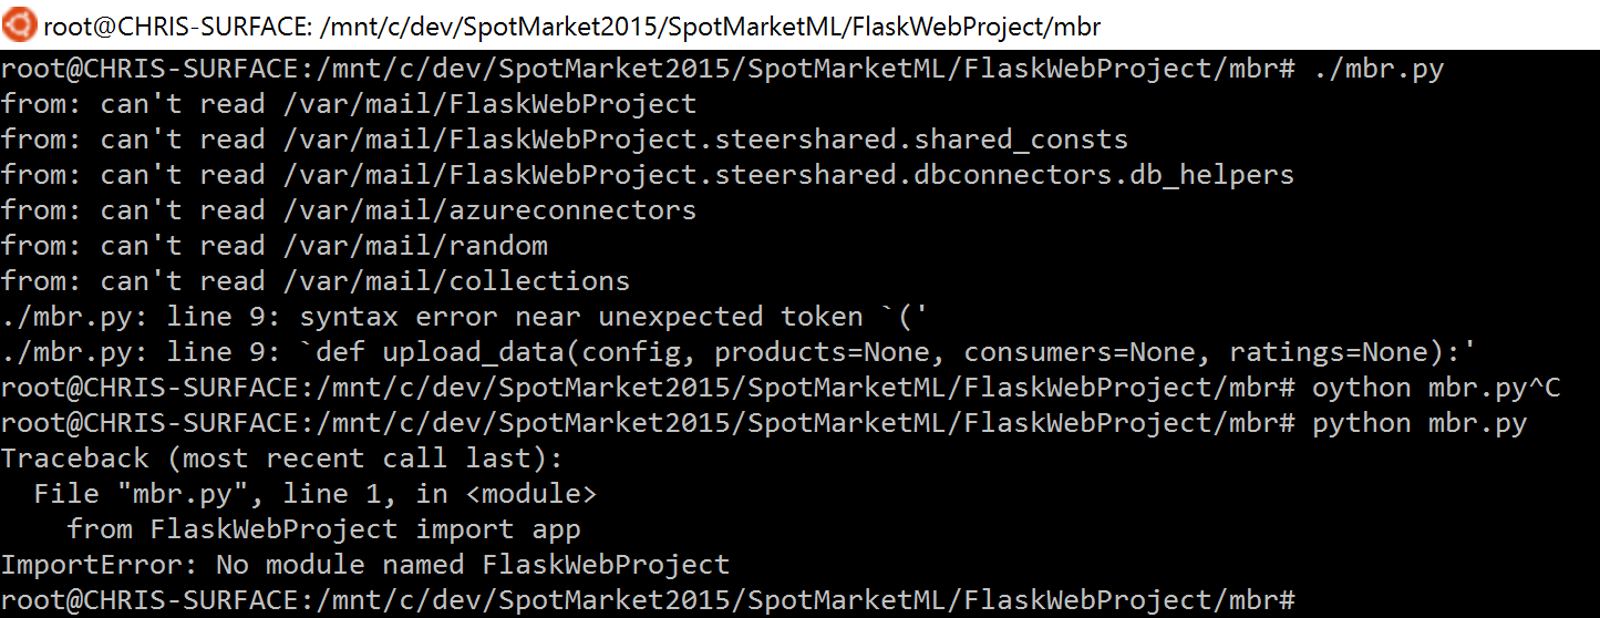 root@CHRIS-SURFACE: /mnt/c/dev/SpotMarket2015/SpotMarketML/FlaskWebProject/mbr
root@CHRIS-SURFACE:/mnt/c/dev/SpotMarket2015/SpotMarketML/FlaskWebProject/mbr# ./mbr.py
from: can't read /var/mail/FlaskWebProject
from: can't read /var/mail/FlaskWebProject.steershared.shared_consts
from: can't read /var/mail/FlaskWebProject.steershared.dbconnectors.db_helpers
from: can't read /var/mail/azureconnectors
from: can't read /var/mail/random
from: can't read /var/mail/collections
./mbr.py: line 9: syntax error near unexpected token `('
./mbr.py: line 9: `def upload_data(config, products=None, consumers=None, ratings=None):'
root@CHRIS-SURFACE:/mnt/c/dev/SpotMarket2015/SpotMarketML/FlaskWebProject/mbr# oython mbr.py^C
root@CHRIS-SURFACE:/mnt/c/dev/SpotMarket2015/SpotMarketML/FlaskWebProject/mbr# python mbr.py
Traceback (most recent call last):
  File "mbr.py", line 1, in <module>
    from FlaskWebProject import app
ImportError: No module named FlaskWebProject
root@CHRIS-SURFACE:/mnt/c/dev/SpotMarket2015/SpotMarketML/FlaskWebProject/mbr#